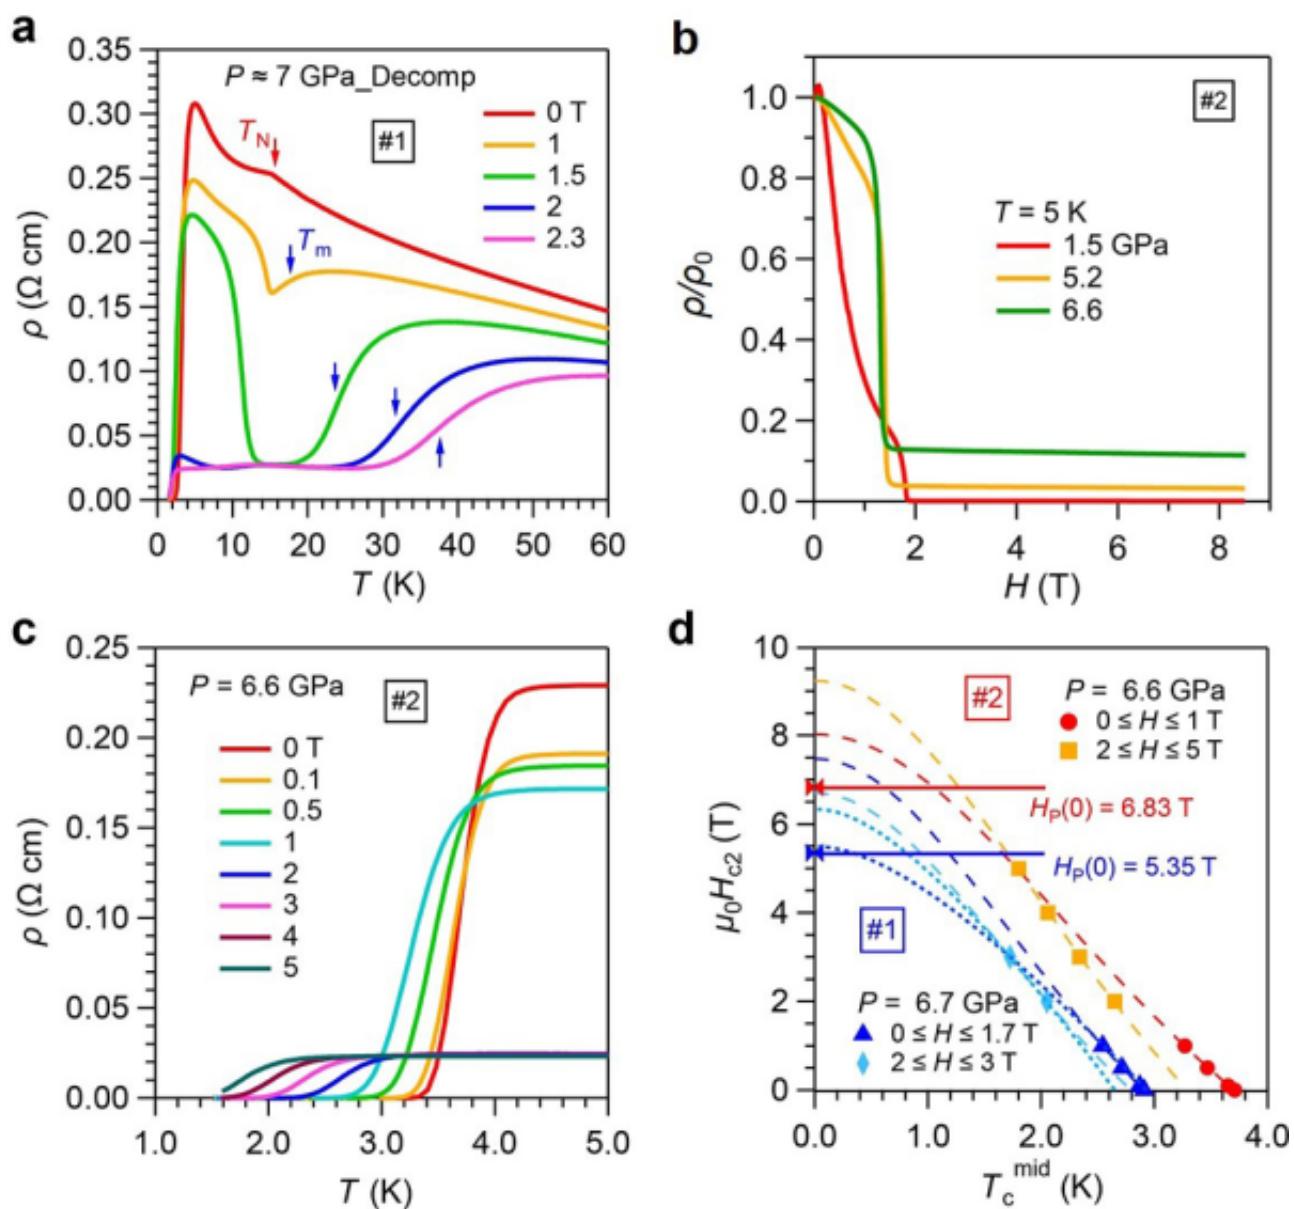 a
P ≈ 7 GPa_Decomp
#1
T_N
T_m
0 T
1
1.5
2
2.3
0.35
0.30
0.25
0.20
0.15
0.10
0.05
0.00
ρ (Ω cm)
0 10 20 30 40 50 60
T (K)
b
#2
T = 5 K
1.5 GPa
5.2
6.6
1.0
0.8
0.6
0.4
0.2
0.0
ρ/ρ₀
0 2 4 6 8
H (T)
c
P = 6.6 GPa
#2
0 T
0.1
0.5
1
2
3
4
5
0.25
0.20
0.15
0.10
0.05
0.00
ρ (Ω cm)
1.0 2.0 3.0 4.0 5.0
T (K)
d
#2
P = 6.6 GPa
0 ≤ H ≤ 1 T
2 ≤ H ≤ 5 T
H_P(0) = 6.83 T
H_P(0) = 5.35 T
#1
P = 6.7 GPa
0 ≤ H ≤ 1.7 T
2 ≤ H ≤ 3 T
10
8
6
4
2
0
μ₀H_c2 (T)
0.0 1.0 2.0 3.0 4.0
T_c^mid (K)